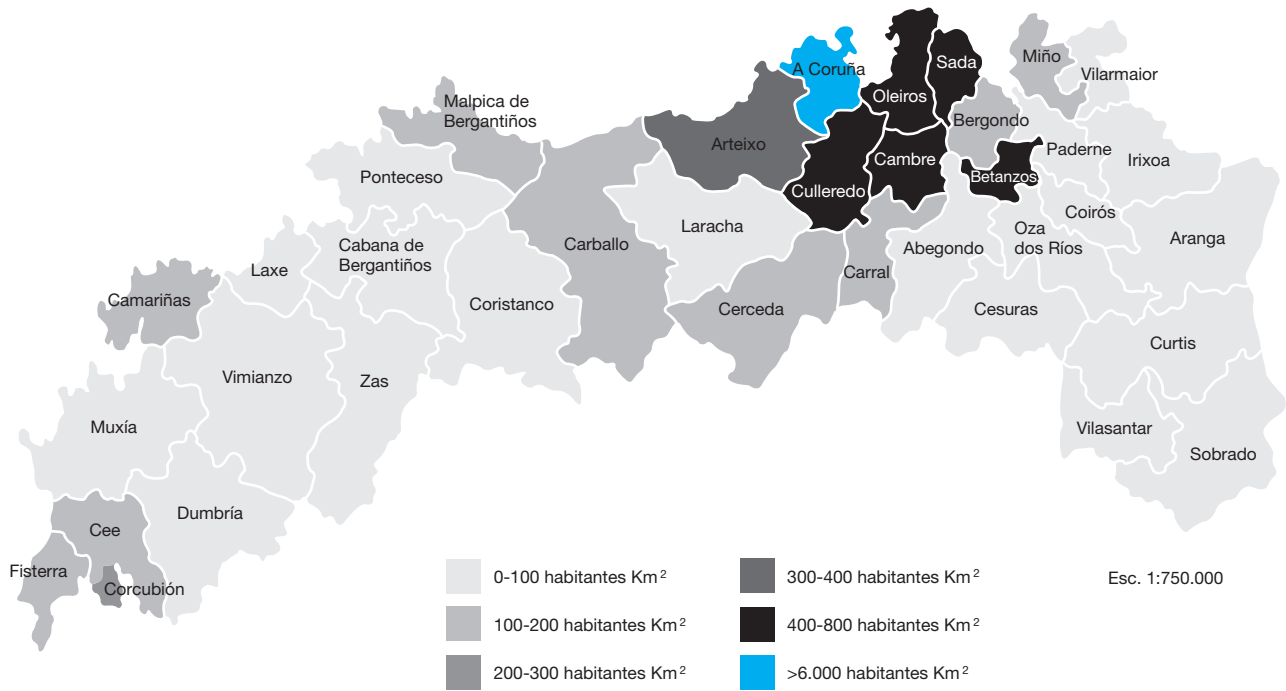 A Coruña
Sada
Miño
Vilarmaior
Oleiros
Malpica de
Bergantiños
Bergondo
Arteixo
Paderne
Irixoa
Cambre
Ponteceso
Betanzos
Culleredo
Coirós
Laracha
Oza
dos Ríos
Aranga
Cabana de
Bergantiños
Carballo
Abegondo
Laxe
Carral
Camariñas
Coristanco
Cerceda
Cesuras
Curtis
Vimianzo
Zas
Muxía
Vilasantar
Sobrado
Dumbría
Cee
Fisterra
Corcubión
0-100 habitantes Km²
100-200 habitantes Km²
200-300 habitantes Km²
300-400 habitantes Km²
400-800 habitantes Km²
>6.000 habitantes Km²
Esc. 1:750.000